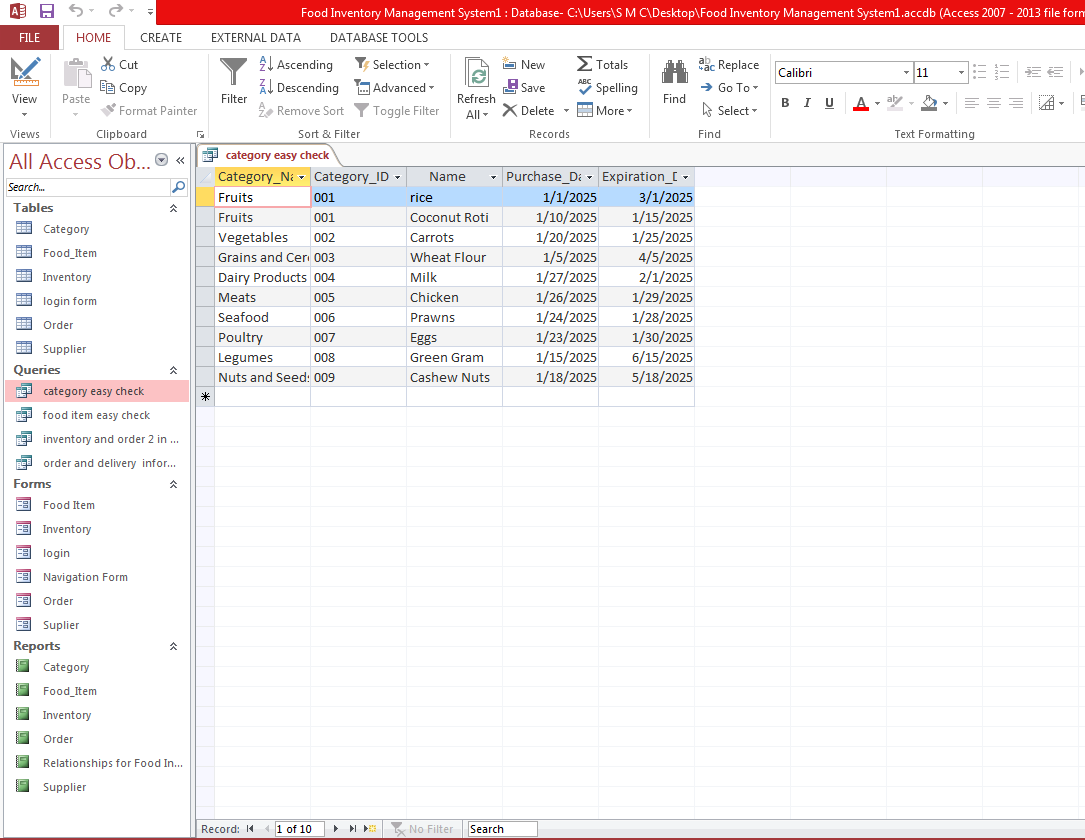 Food Inventory Management System1 : Database- C:\Users\S M C\Desktop\Food Inventory Management System1.accdb (Access 2007 - 2013 file form
FILE HOME CREATE EXTERNAL DATA DATABASE TOOLS
View
Views
Paste
Cut
Copy
Format Painter
Clipboard
Filter
Ascending
Descending
Remove Sort
Selection
Advanced
Toggle Filter
Sort & Filter
Refresh
All
New
Save
Delete
Totals
Spelling
More
Records
Find
Replace
Go To
Select
Find
Calibri 11
B I U A
Text Formatting
All Access Ob...
Search...
Tables
Category
Food_Item
Inventory
login form
Order
Supplier
Queries
category easy check
food item easy check
inventory and order 2 in ...
order and delivery infor...
Forms
Food Item
Inventory
login
Navigation Form
Order
Suplier
Reports
Category
Food_Item
Inventory
Order
Relationships for Food In...
Supplier
category easy check
Category_Na Category_ID Name Purchase_Da Expiration_D
Fruits 001 rice 1/1/2025 3/1/2025
Fruits 001 Coconut Roti 1/10/2025 1/15/2025
Vegetables 002 Carrots 1/20/2025 1/25/2025
Grains and Cere 003 Wheat Flour 1/5/2025 4/5/2025
Dairy Products 004 Milk 1/27/2025 2/1/2025
Meats 005 Chicken 1/26/2025 1/29/2025
Seafood 006 Prawns 1/24/2025 1/28/2025
Poultry 007 Eggs 1/23/2025 1/30/2025
Legumes 008 Green Gram 1/15/2025 6/15/2025
Nuts and Seeds 009 Cashew Nuts 1/18/2025 5/18/2025
Record: 1 of 10 No Filter Search